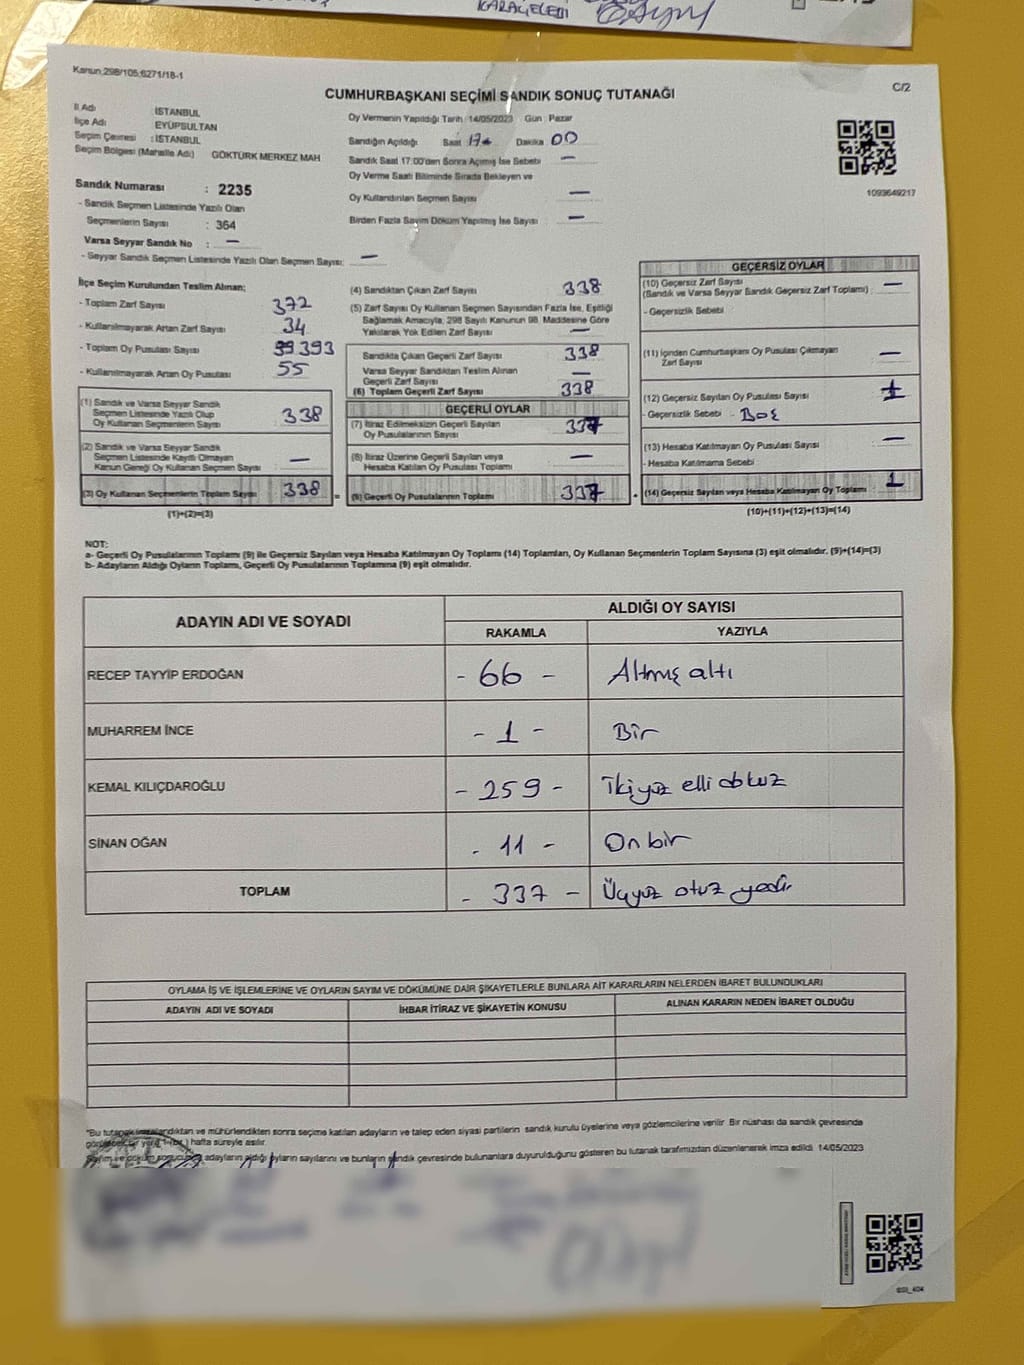 KARAÇELEBİ
Kanun;298/105;6271/18-1
C/2
CUMHURBAŞKANI SEÇİMİ SANDIK SONUÇ TUTANAĞI
İl Adı İSTANBUL
İlçe Adı EYÜPSULTAN
Seçim Çevresi : İSTANBUL
Seçim Bölgesi (Mahalle Adı) GÖKTÜRK MERKEZ MAH
Oy Vermenin Yapıldığı Tarih : 14/05/2023 Gün : Pazar
Sandığın Açıldığı Saat 17 Dakika 00
Sandık Saat 17:00'den Sonra Açılmış İse Sebebi —
Oy Verme Saati Bitiminde Sırada Bekleyen ve
Oy Kullandırılan Seçmen Sayısı —
Birden Fazla Sayım Döküm Yapılmış İse Sayısı —
1093649217
Sandık Numarası : 2235
- Sandık Seçmen Listesinde Yazılı Olan
Seçmenlerin Sayısı : 364
Varsa Seyyar Sandık No : —
- Seyyar Sandık Seçmen Listesinde Yazılı Olan Seçmen Sayısı: —
İlçe Seçim Kurulundan Teslim Alınan;
- Toplam Zarf Sayısı 372
- Kullanılmayarak Artan Zarf Sayısı 34
- Toplam Oy Pusulası Sayısı 393
- Kullanılmayarak Artan Oy Pusulası 55
(1) Sandık ve Varsa Seyyar Sandık
Seçmen Listesinde Yazılı Olup
Oy Kullanan Seçmenlerin Sayısı : 338
(2) Sandık ve Varsa Seyyar Sandık
Seçmen Listesinde Kayıtlı Olmayan
Kanun Gereği Oy Kullanan Seçmen Sayısı : —
(3) Oy Kullanan Seçmenlerin Toplam Sayısı : 338
(1)+(2)=(3)
(4) Sandıktan Çıkan Zarf Sayısı 338
(5) Zarf Sayısı Oy Kullanan Seçmen Sayısından Fazla İse, Eşitliği
Sağlamak Amacıyla, 298 Sayılı Kanunun 98. Maddesine Göre
Yakılarak Yok Edilen Zarf Sayısı —
Sandıkta Çıkan Geçerli Zarf Sayısı 338
Varsa Seyyar Sandıktan Teslim Alınan
Geçerli Zarf Sayısı —
(6) Toplam Geçerli Zarf Sayısı 338
GEÇERLİ OYLAR
(7) İtiraz Edilmeksizin Geçerli Sayılan
Oy Pusulalarının Sayısı 337
(8) İtiraz Üzerine Geçerli Sayılan veya
Hesaba Katılan Oy Pusulası Toplamı —
(9) Geçerli Oy Pusulalarının Toplamı 337
GEÇERSİZ OYLAR
(10) Geçersiz Zarf Sayısı
(Sandık ve Varsa Seyyar Sandık Geçersiz Zarf Toplamı) : —
- Geçersizlik Sebebi
(11) İçinden Cumhurbaşkanı Oy Pusulası Çıkmayan
Zarf Sayısı —
(12) Geçersiz Sayılan Oy Pusulası Sayısı 1
- Geçersizlik Sebebi - Boş
(13) Hesaba Katılmayan Oy Pusulası Sayısı —
- Hesaba Katılmama Sebebi
(14) Geçersiz Sayılan veya Hesaba Katılmayan Oy Toplamı : 1
(10)+(11)+(12)+(13)=(14)
NOT:
a- Geçerli Oy Pusulalarının Toplamı (9) ile Geçersiz Sayılan veya Hesaba Katılmayan Oy Toplamı (14) Toplamları, Oy Kullanan Seçmenlerin Toplam Sayısına (3) eşit olmalıdır. (9)+(14)=(3)
b- Adayların Aldığı Oyların Toplamı, Geçerli Oy Pusulalarının Toplamına (9) eşit olmalıdır.
ADAYIN ADI VE SOYADI
ALDIĞI OY SAYISI
RAKAMLA YAZIYLA
RECEP TAYYİP ERDOĞAN - 66 - Altmış altı
MUHARREM İNCE - 1 - Bir
KEMAL KILIÇDAROĞLU - 259 - İkiyüz elli dokuz
SİNAN OĞAN - 11 - On bir
TOPLAM - 337 - Üçyüz otuz yedi
OYLAMA İŞ VE İŞLEMLERİNE VE OYLARIN SAYIM VE DÖKÜMÜNE DAİR ŞİKAYETLERLE BUNLARA AİT KARARLARIN NELERDEN İBARET BULUNDUKLARI
ADAYIN ADI VE SOYADI İHBAR İTİRAZ VE ŞİKAYETİN KONUSU ALINAN KARARIN NEDEN İBARET OLDUĞU
"Bu tutanak imzalandıktan ve mühürlendikten sonra seçime katılan adayların ve talep eden siyasi partilerin sandık kurulu üyelerine veya gözlemcilerine verilir. Bir nüshası da sandık çevresinde
görülecek bir yere 1 (bir) hafta süreyle asılır.
Sayım ve döküm sonucunda adayların aldığı oyların sayılarını ve bunların sandık çevresinde bulunanlara duyurulduğunu gösteren bu tutanak tarafımızdan düzenlenerek imza edildi. 14/05/2023